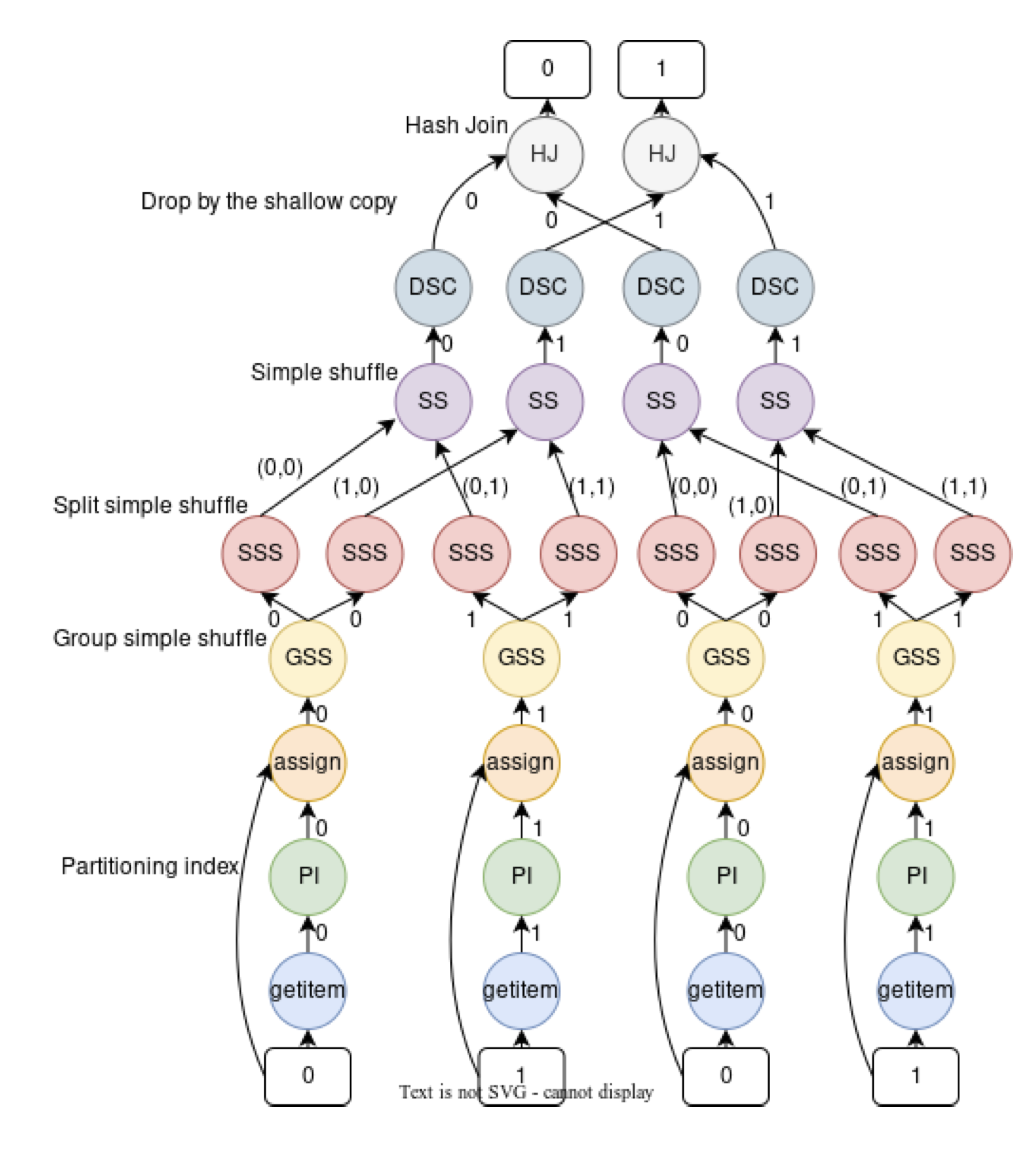 0 1
Hash Join HJ HJ
Drop by the shallow copy 0 0 1 1
DSC DSC DSC DSC
0 1 0 1
Simple shuffle
SS SS SS SS
(0,0) (1,0) (0,1) (1,1) (0,0) (1,0) (0,1) (1,1)
Split simple shuffle
SSS SSS SSS SSS SSS SSS SSS SSS
0 0 1 1 0 0 1 1
Group simple shuffle
GSS GSS GSS GSS
0 1 0 1
assign assign assign assign
0 1 0 1
Partitioning index PI PI PI PI
0 1 0 1
getitem getitem getitem getitem
0 1 0 1
Text is not SVG - cannot display